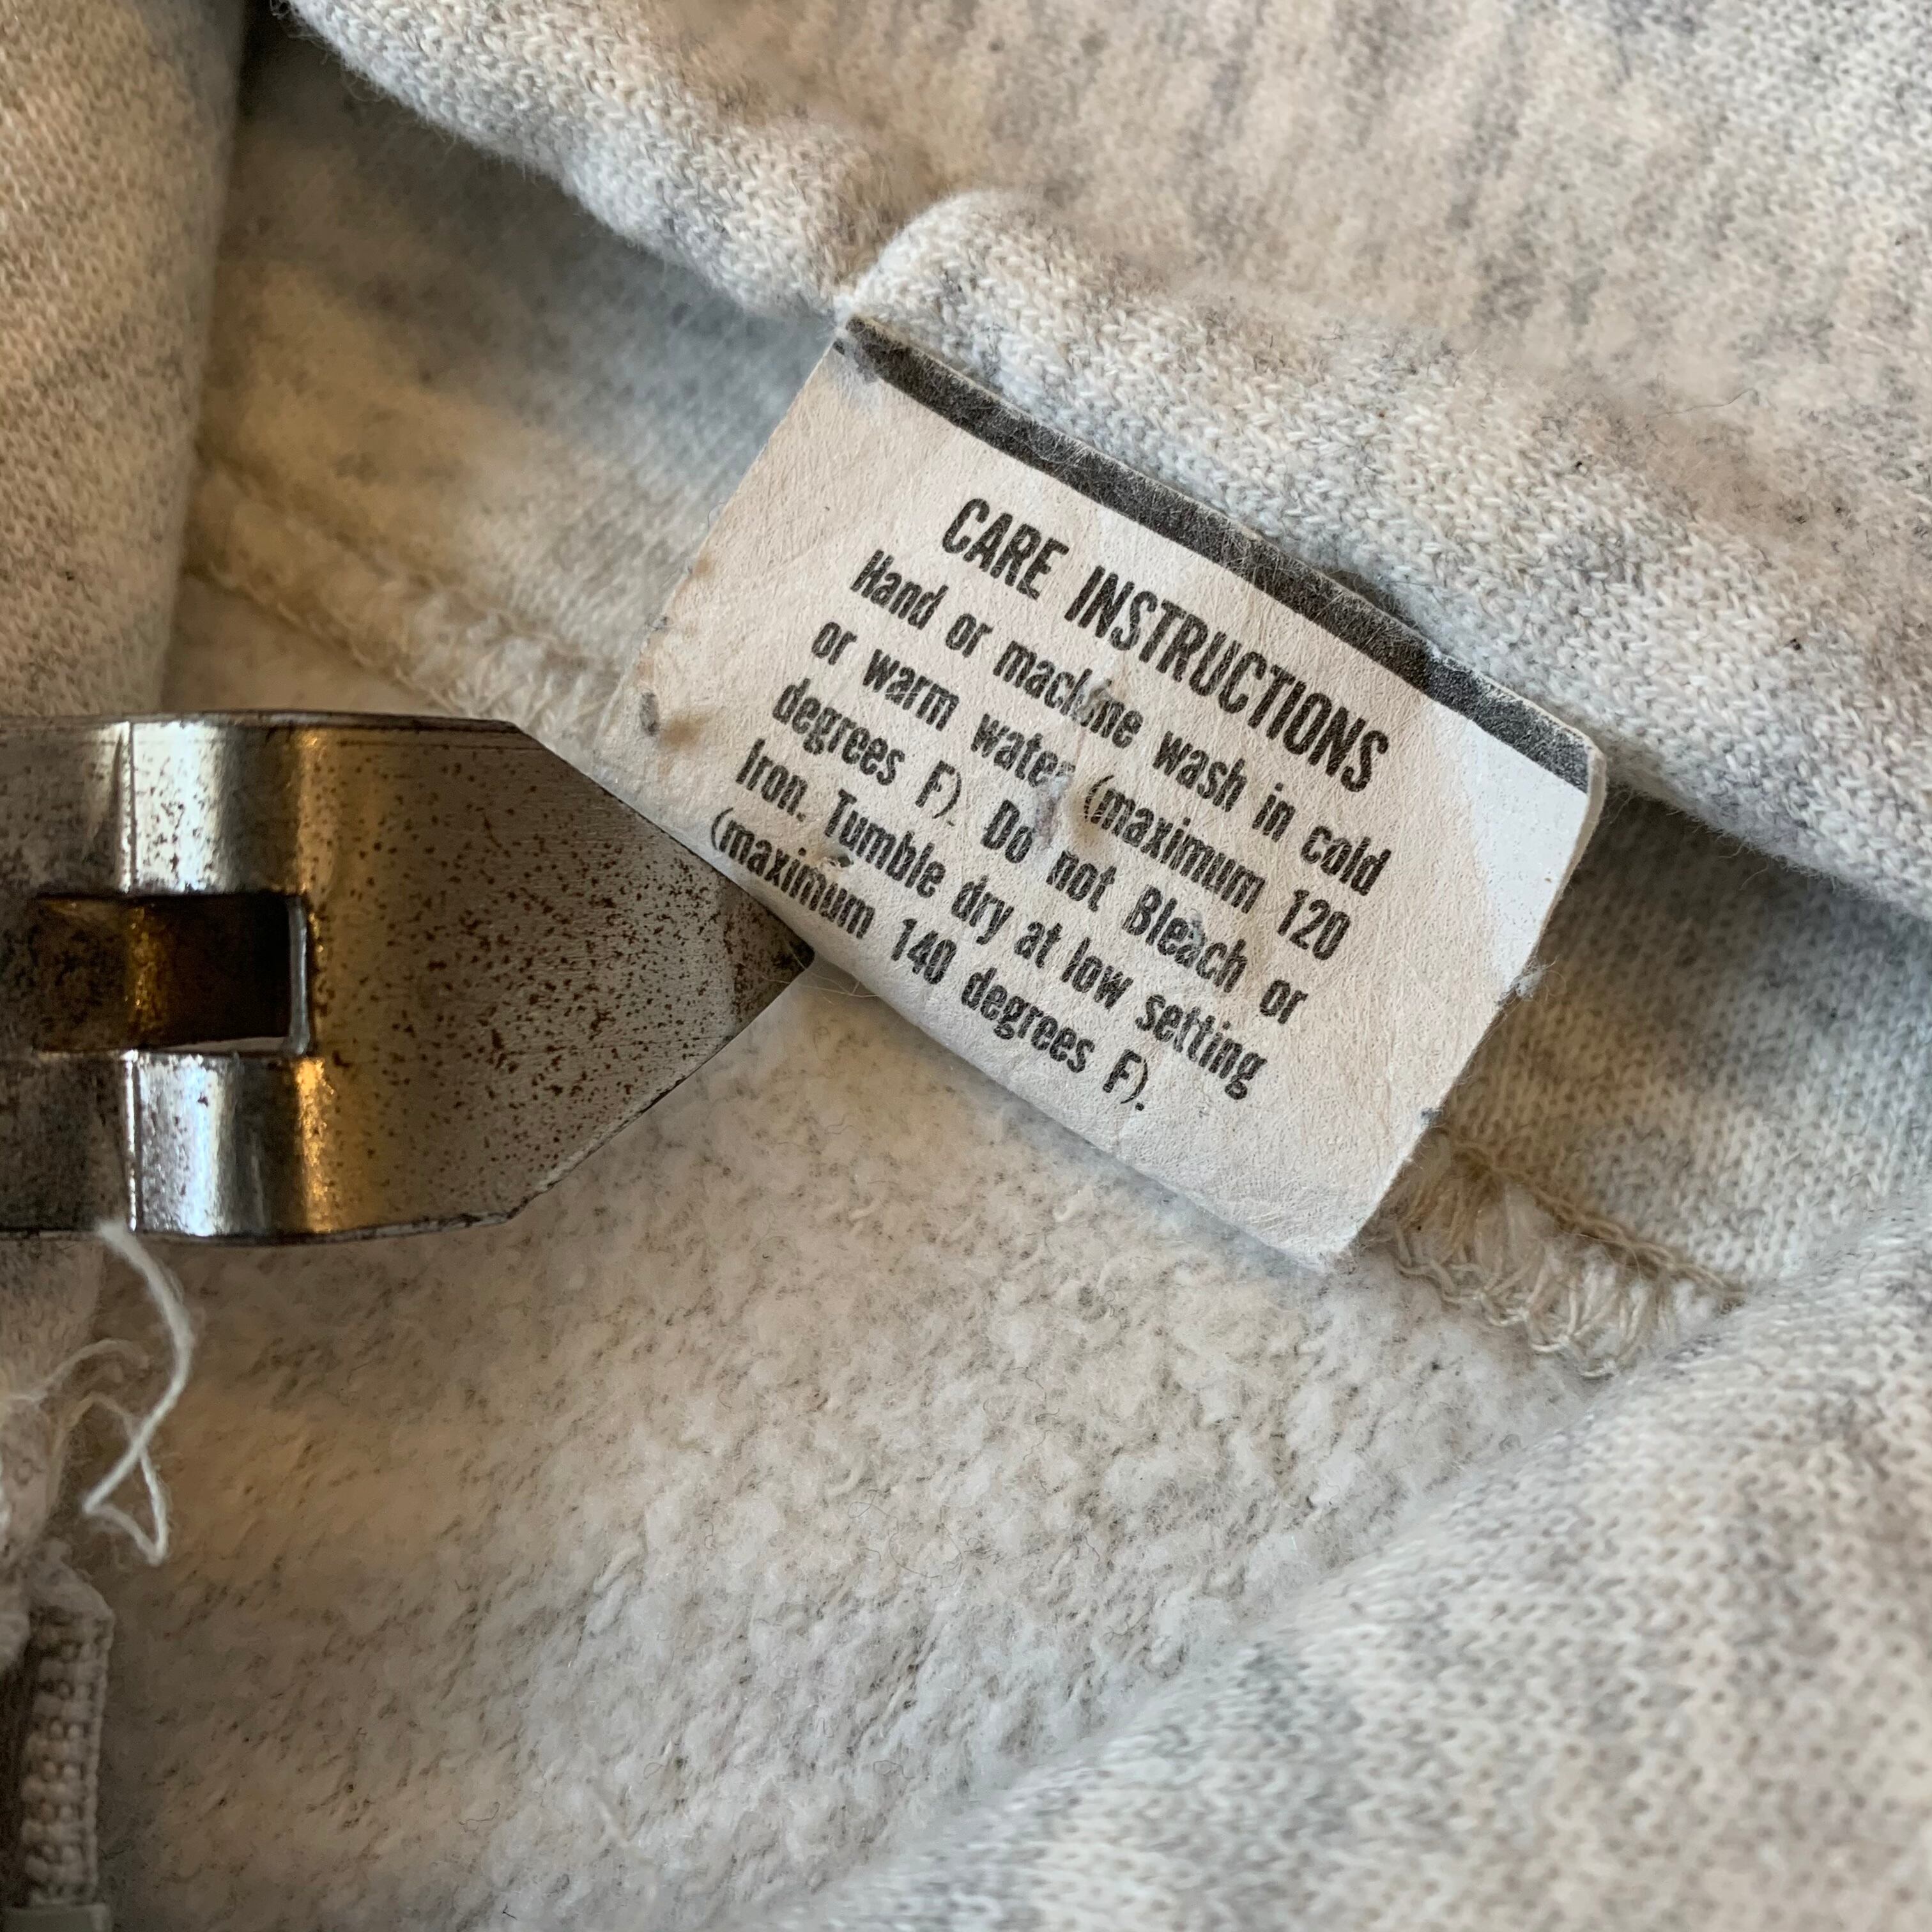 CARE INSTRUCTIONS
Hand or machine wash in cold
or warm water (maximum 120
degrees F). Do not Bleach or
Iron. Tumble dry at low setting
(maximum 140 degrees F).